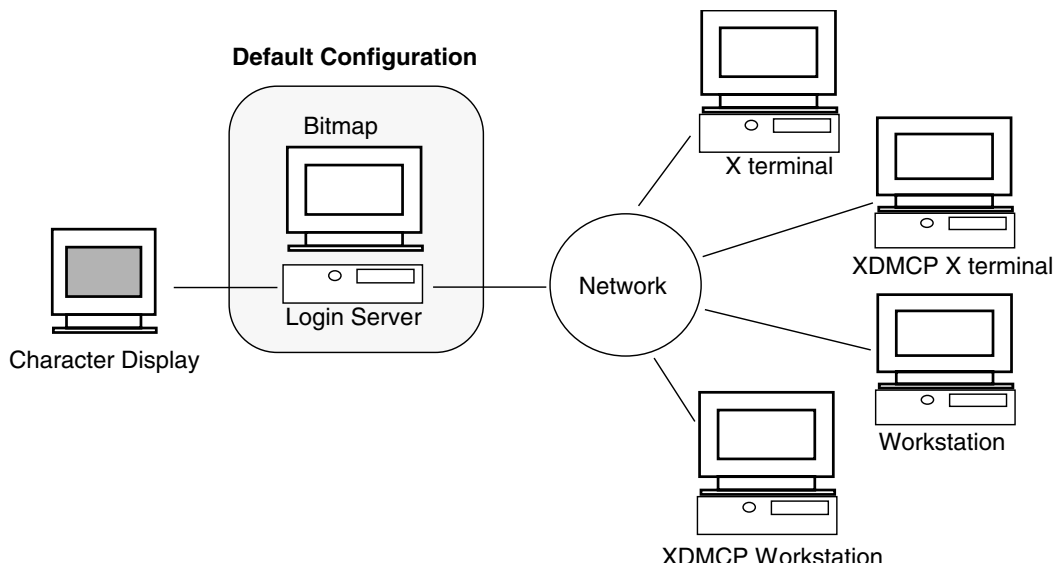 Default Configuration
Bitmap
Login Server
Character Display
Network
X terminal
XDMCP X terminal
Workstation
XDMCP Workstation